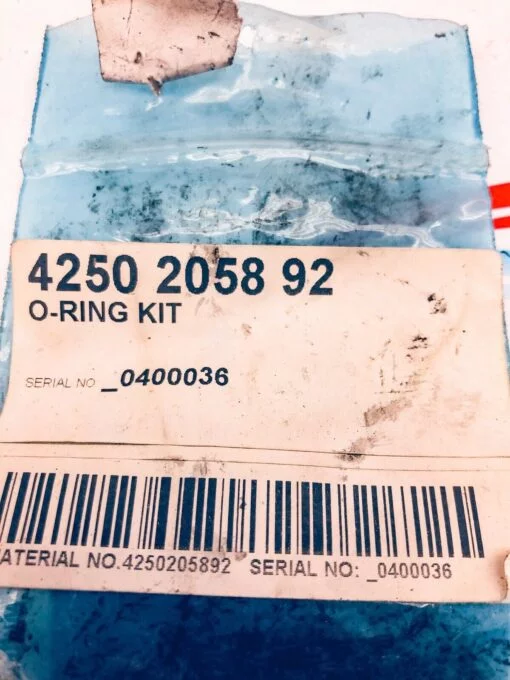 4250 2058 92
O-RING KIT
SERIAL NO _0400036
ATERIAL NO.4250205892 SERIAL NO: _0400036